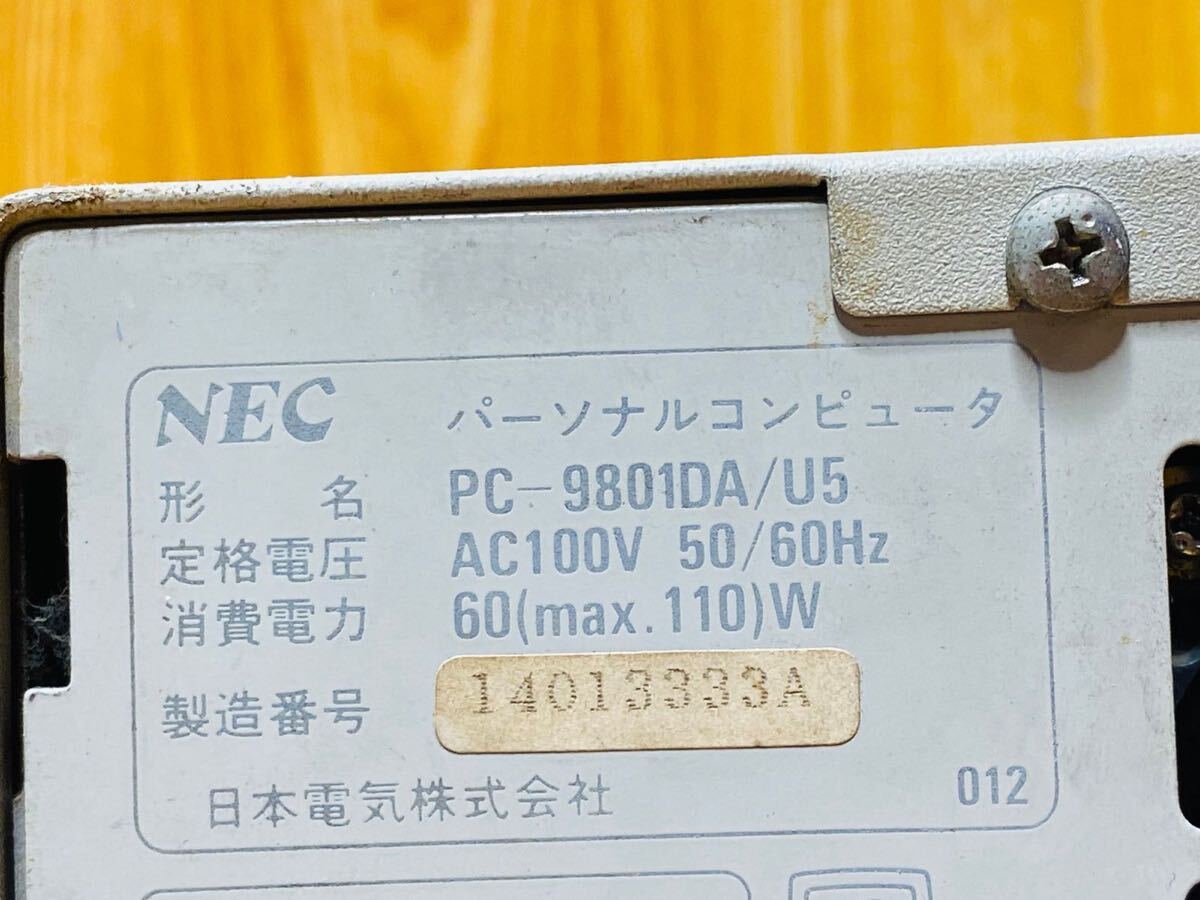 NEC パーソナルコンピュータ
形名 PC-9801DA/U5
定格電圧 AC100V 50/60Hz
消費電力 60(max.110)W
製造番号 14013333A
日本電気株式会社 012